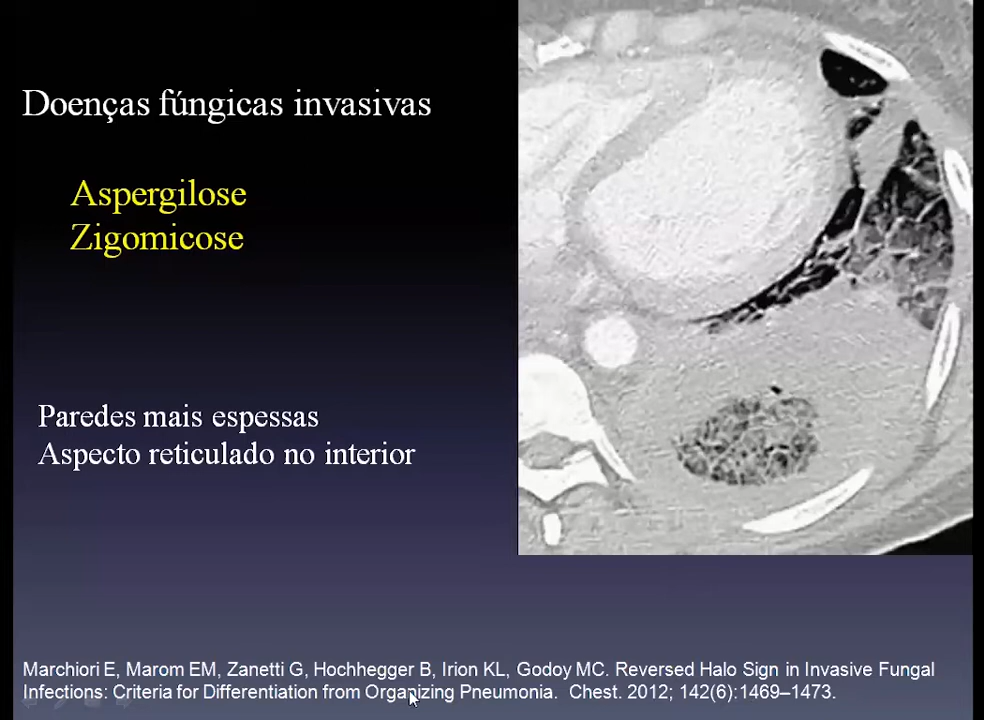 Doenças fúngicas invasivas
Aspergilose
Zigomicose
Paredes mais espessas
Aspecto reticulado no interior
Marchiori E, Marom EM, Zanetti G, Hochhegger B, Irion KL, Godoy MC. Reversed Halo Sign in Invasive Fungal
Infections: Criteria for Differentiation from Organizing Pneumonia. Chest. 2012; 142(6):1469–1473.